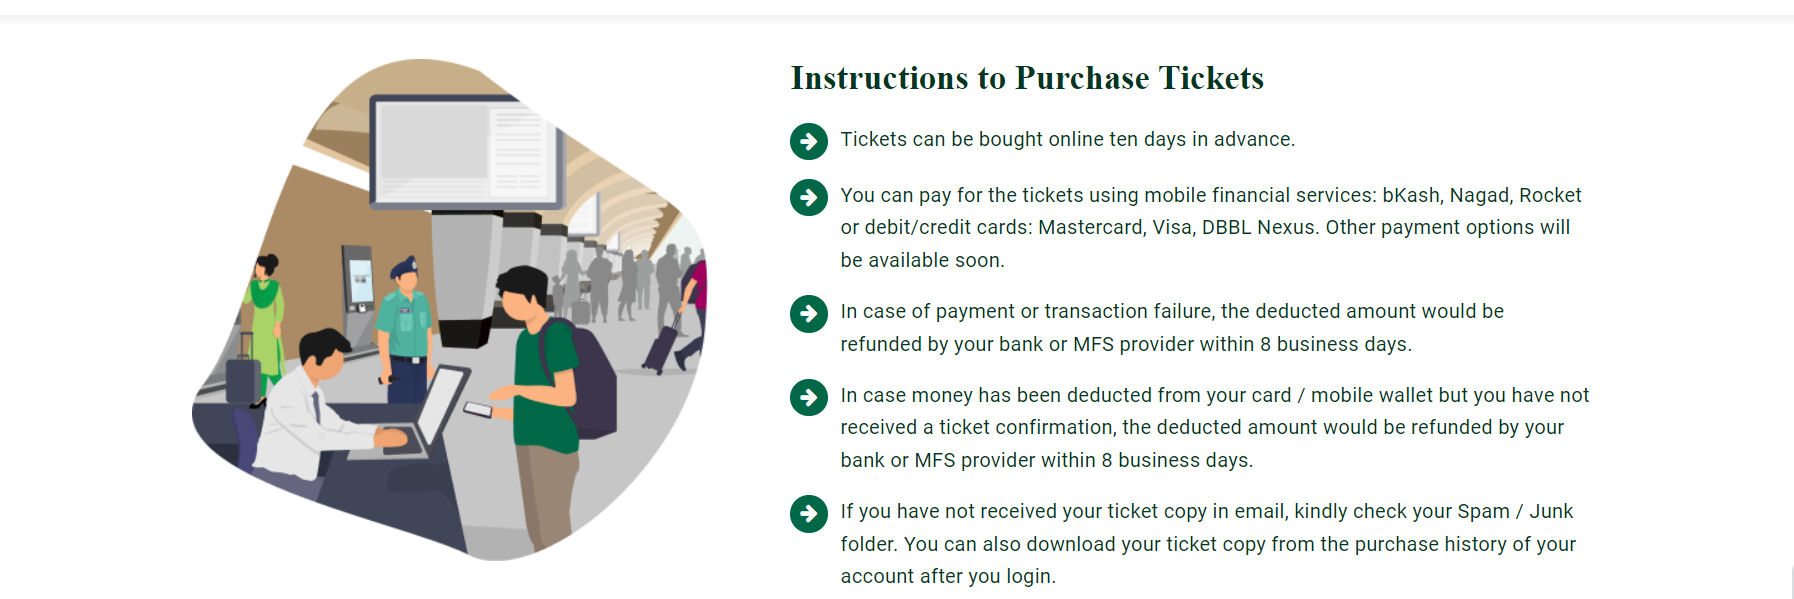 Instructions to Purchase Tickets
Tickets can be bought online ten days in advance.
You can pay for the tickets using mobile financial services: bKash, Nagad, Rocket
or debit/credit cards: Mastercard, Visa, DBBL Nexus. Other payment options will
be available soon.
In case of payment or transaction failure, the deducted amount would be
refunded by your bank or MFS provider within 8 business days.
In case money has been deducted from your card / mobile wallet but you have not
received a ticket confirmation, the deducted amount would be refunded by your
bank or MFS provider within 8 business days.
If you have not received your ticket copy in email, kindly check your Spam / Junk
folder. You can also download your ticket copy from the purchase history of your
account after you login.